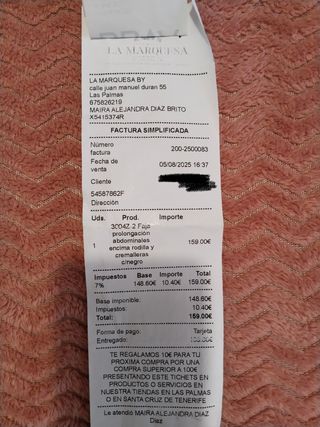 LA MARQUESA
LA MARQUESA BY
calle juan manuel duran 55
Las Palmas
675826219
MAIRA ALEJANDRA DIAZ BRITO
X5415374R
FACTURA SIMPLIFICADA
Número factura 200-2500083
Fecha de venta 05/08/2025 16:37
Cliente
54587862F
Dirección
Uds. Prod. Importe
3004Z-2 Faja
prolongación
abdominales
1 encima rodilla y 159.00€
cremalleras
c/negro
Impuestos Base Importe Total
7% 148.60€ 10.40€ 159.00€
Base imponible: 148.60€
Impuestos: 10.40€
Total: 159.00€
Forma de pago: Tarjeta
Entregado: 159.00€
TE REGALAMOS 10€ PARA TU
PROXIMA COMPRA POR UNA
COMPRA SUPERIOR A 100€
PRESENTANDO ESTE TICHETS EN
PRODUCTOS O SERVICIOS EN
NUESTRA TIENDAS EN LAS PALMAS
O EN SANTA CRUZ DE TENERIFE
Le atendió MAIRA ALEJANDRA DIAZ
Diaz